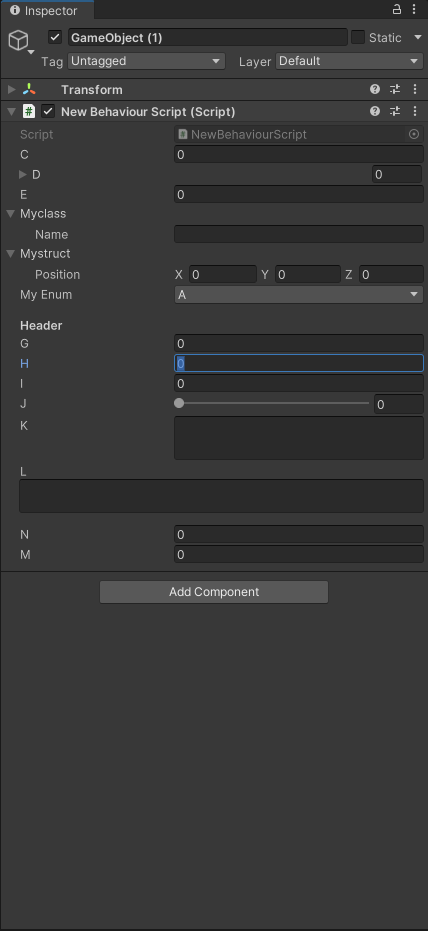 Inspector
GameObject (1) Static
Tag Untagged Layer Default
Transform
# New Behaviour Script (Script)
Script # NewBehaviourScript
C 0
D 0
E 0
Myclass
Name
Mystruct
Position X 0 Y 0 Z 0
My Enum A
Header
G 0
H 0
I 0
J 0
K
L
N 0
M 0
Add Component